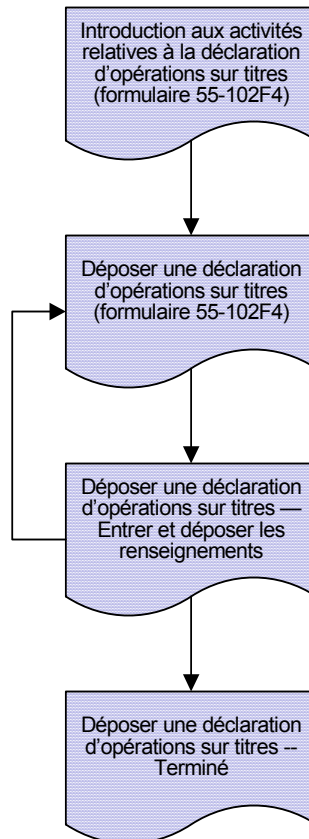 Introduction aux activités
relatives à la déclaration
d'opérations sur titres
(formulaire 55-102F4)
Déposer une déclaration
d'opérations sur titres
(formulaire 55-102F4)
Déposer une déclaration
d'opérations sur titres —
Entrer et déposer les
renseignements
Déposer une déclaration
d'opérations sur titres --
Terminé